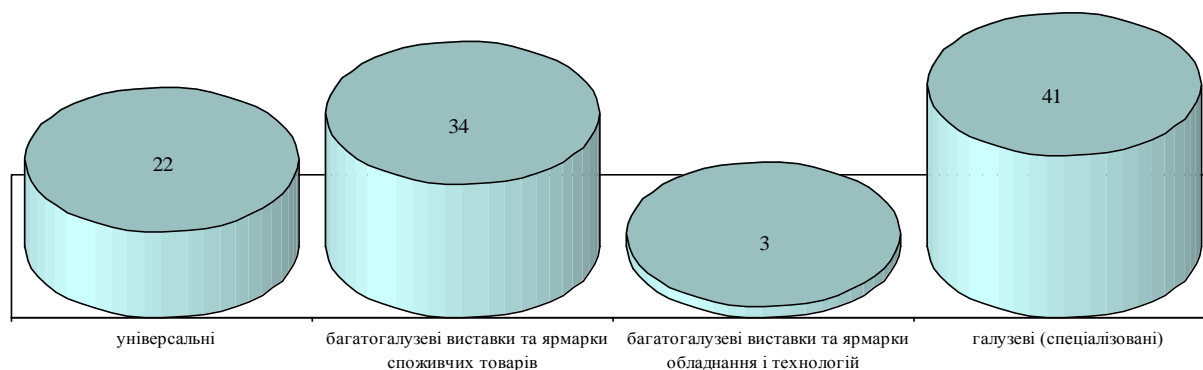 22
34
3
41
універсальні
багатогалузеві виставки та ярмарки
споживчих товарів
багатогалузеві виставки та ярмарки
обладнання і технологій
галузеві (спеціалізовані)